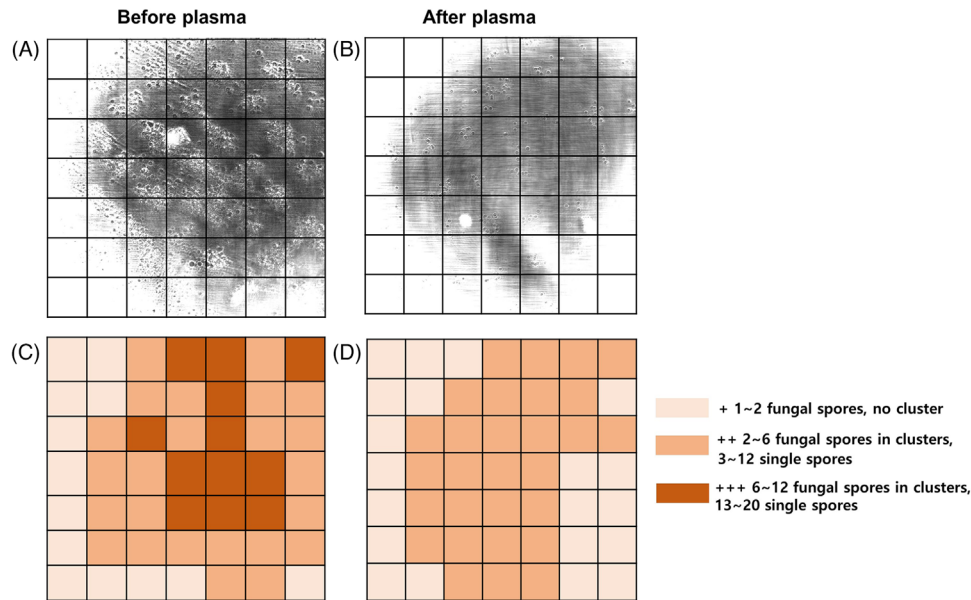 Before plasma
After plasma
(A)
(B)
(C)
(D)
+ 1~2 fungal spores, no cluster
++ 2~6 fungal spores in clusters,
3~12 single spores
+++ 6~12 fungal spores in clusters,
13~20 single spores